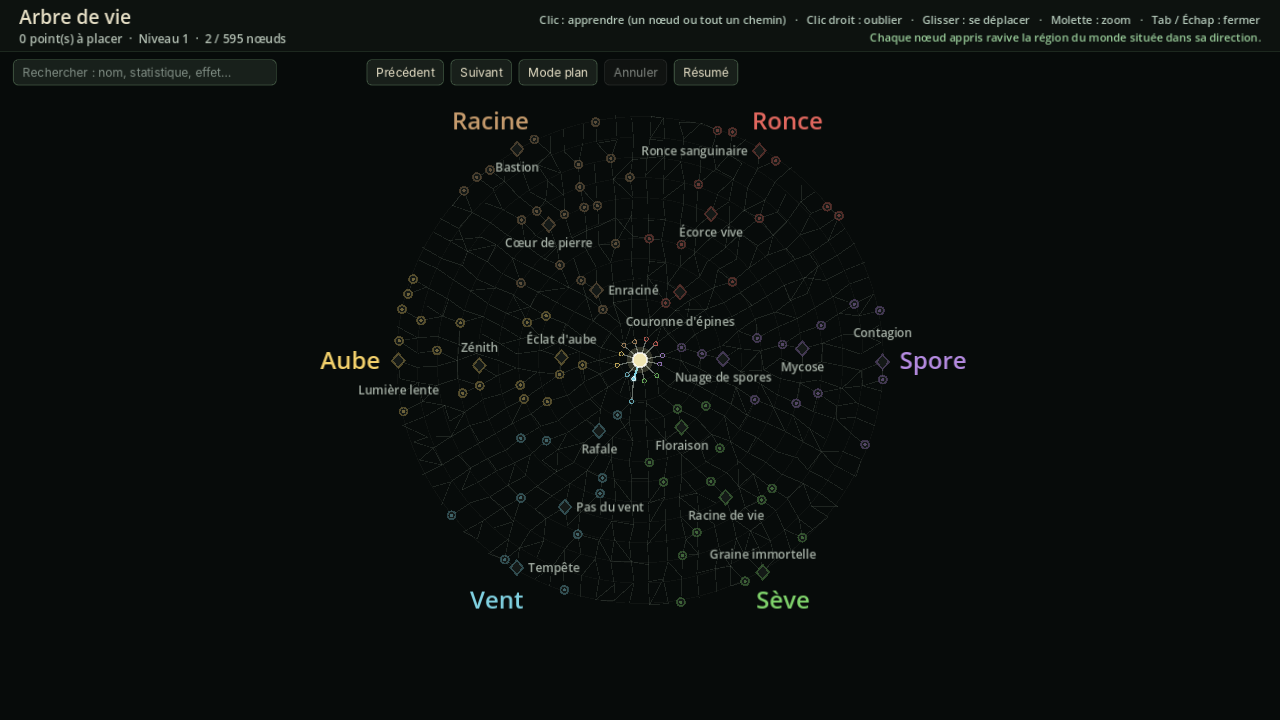 Arbre de vie
0 point(s) à placer · Niveau 1 · 2 / 595 nœuds
Clic : apprendre (un nœud ou tout un chemin) · Clic droit : oublier · Glisser : se déplacer · Molette : zoom · Tab / Échap : fermer
Chaque nœud appris ravive la région du monde située dans sa direction.
Rechercher : nom, statistique, effet...
Précédent
Suivant
Mode plan
Annuler
Résumé
Racine
Ronce
Ronce sanguinaire
Bastion
Écorce vive
Cœur de pierre
Enraciné
Couronne d'épines
Contagion
Éclat d'aube
Zénith
Aube
Spore
Mycose
Nuage de spores
Lumière lente
Rafale
Floraison
Pas du vent
Racine de vie
Graine immortelle
Tempête
Vent
Sève